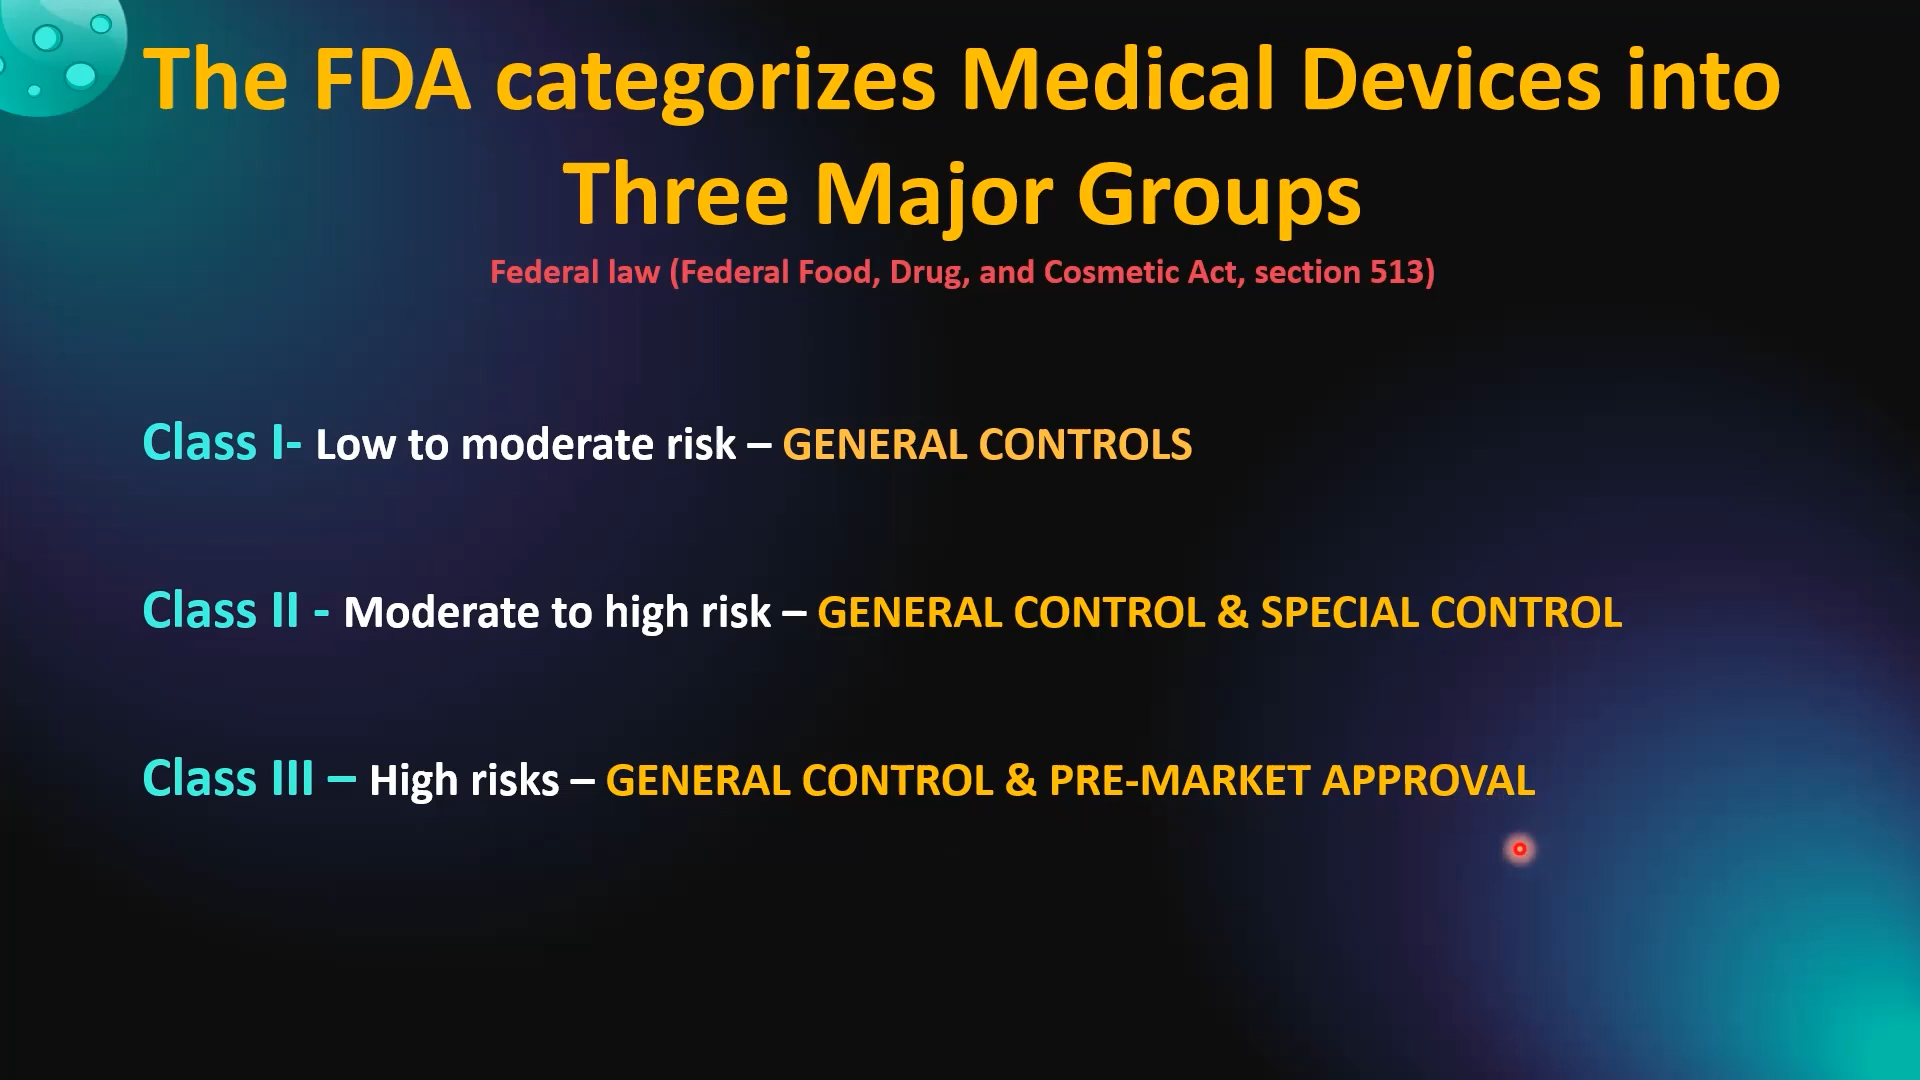 The FDA categorizes Medical Devices into
Three Major Groups
Federal law (Federal Food, Drug, and Cosmetic Act, section 513)
Class I- Low to moderate risk – GENERAL CONTROLS
Class II - Moderate to high risk – GENERAL CONTROL & SPECIAL CONTROL
Class III – High risks – GENERAL CONTROL & PRE-MARKET APPROVAL